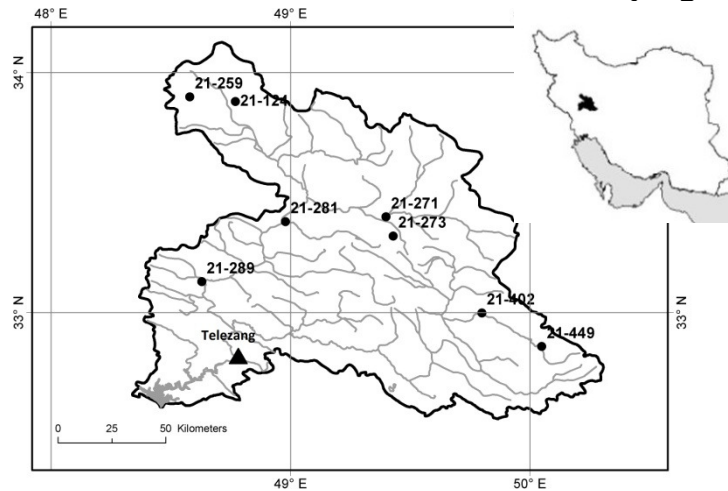 48° E
49° E
34° N
34° N
21-259
21-124
21-281
21-271
21-273
21-289
33° N
21-402
33° N
21-449
Telezang
0 25 50 Kilometers
49° E
50° E